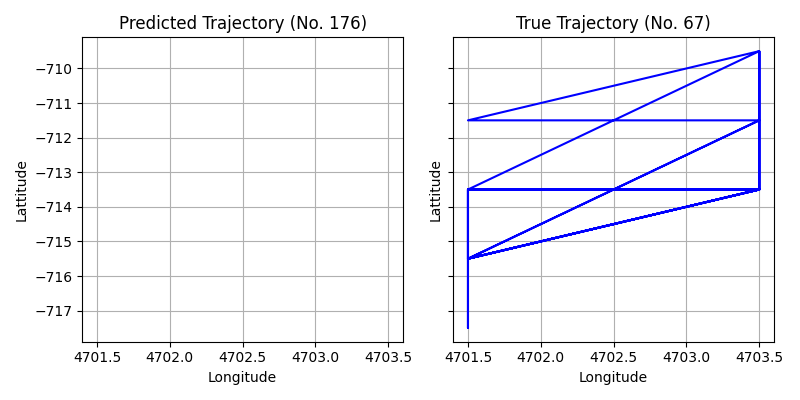 Predicted Trajectory (No. 176)
True Trajectory (No. 67)
Lattitude
−710
−711
−712
−713
−714
−715
−716
−717
4701.5 4702.0 4702.5 4703.0 4703.5
Longitude
Lattitude
4701.5 4702.0 4702.5 4703.0 4703.5
Longitude